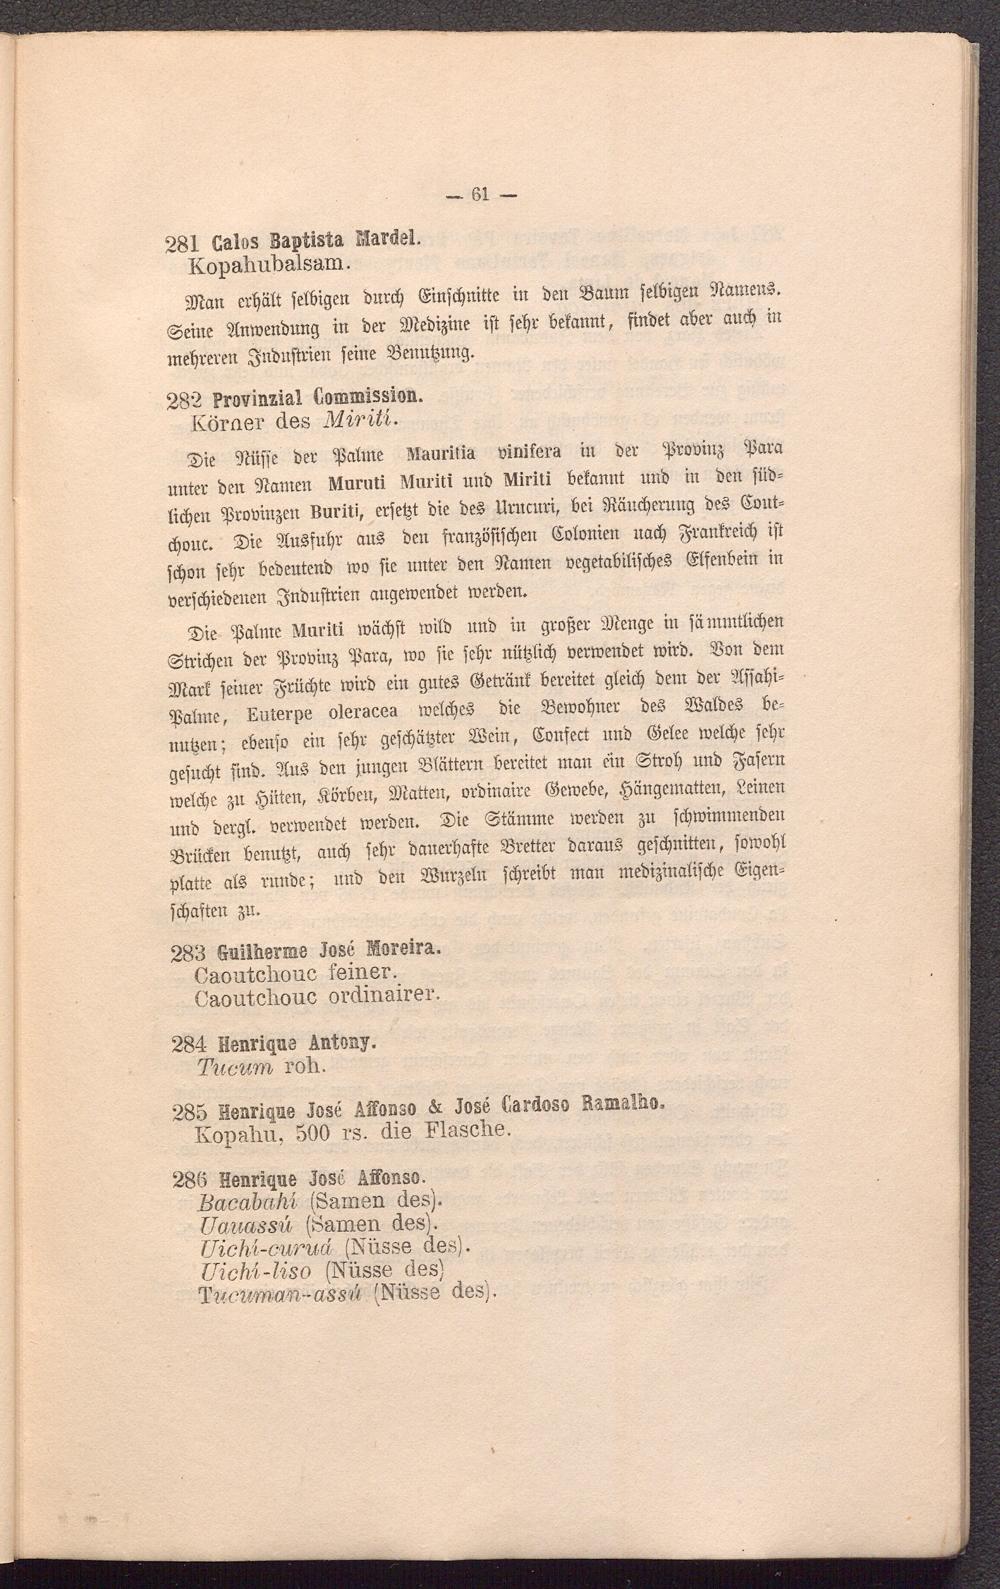 — 61 —
281 Calos Baptista Mardel.
Kopahubalsam.
Man erhält selbigen durch Einschnitte in den Baum selbigen Namens.
Seine Anwendung in der Medizine ist sehr bekannt, findet aber auch in
mehreren Industrien seine Benutzung.
282 Provinzial Commission.
Körner des Miriti.
Die Nüsse der Palme Mauritia vinifera in der Provinz Para
unter den Namen Muruti Muriti und Miriti bekannt und in den süd-
lichen Provinzen Buriti, ersetzt die des Urucuri, bei Räucherung des Cout-
chouc. Die Ausfuhr aus den französischen Colonien nach Frankreich ist
schon sehr bedeutend wo sie unter den Namen vegetabilisches Elfenbein in
verschiedenen Industrien angewendet werden.
Die Palme Muriti wächst wild und in großer Menge in sämmtlichen
Strichen der Provinz Para, wo sie sehr nützlich verwendet wird. Von dem
Mark seiner Früchte wird ein gutes Getränk bereitet gleich dem der Assahi-
Palme, Euterpe oleracea welches die Bewohner des Waldes be-
nutzen; ebenso ein sehr geschätzter Wein, Confect und Gelee welche sehr
gesucht sind. Aus den jungen Blättern bereitet man ein Stroh und Fasern
welche zu Hüten, Körben, Matten, ordinaire Gewebe, Hängematten, Leinen
und dergl. verwendet werden. Die Stämme werden zu schwimmenden
Brücken benutzt, auch sehr dauerhafte Bretter daraus geschnitten, sowohl
platte als runde; und den Wurzeln schreibt man medizinalische Eigen-
schaften zu.
283 Guilherme José Moreira.
Caoutchouc feiner.
Caoutchouc ordinairer.
284 Henrique Antony.
Tucum roh.
285 Henrique José Affonso & José Cardoso Ramalho.
Kopahu, 500 rs. die Flasche.
286 Henrique José Affonso.
Bacabahí (Samen des).
Uauassú (Samen des).
Uichí-curuá (Nüsse des).
Uichí-liso (Nüsse des)
Tucuman-assú (Nüsse des).